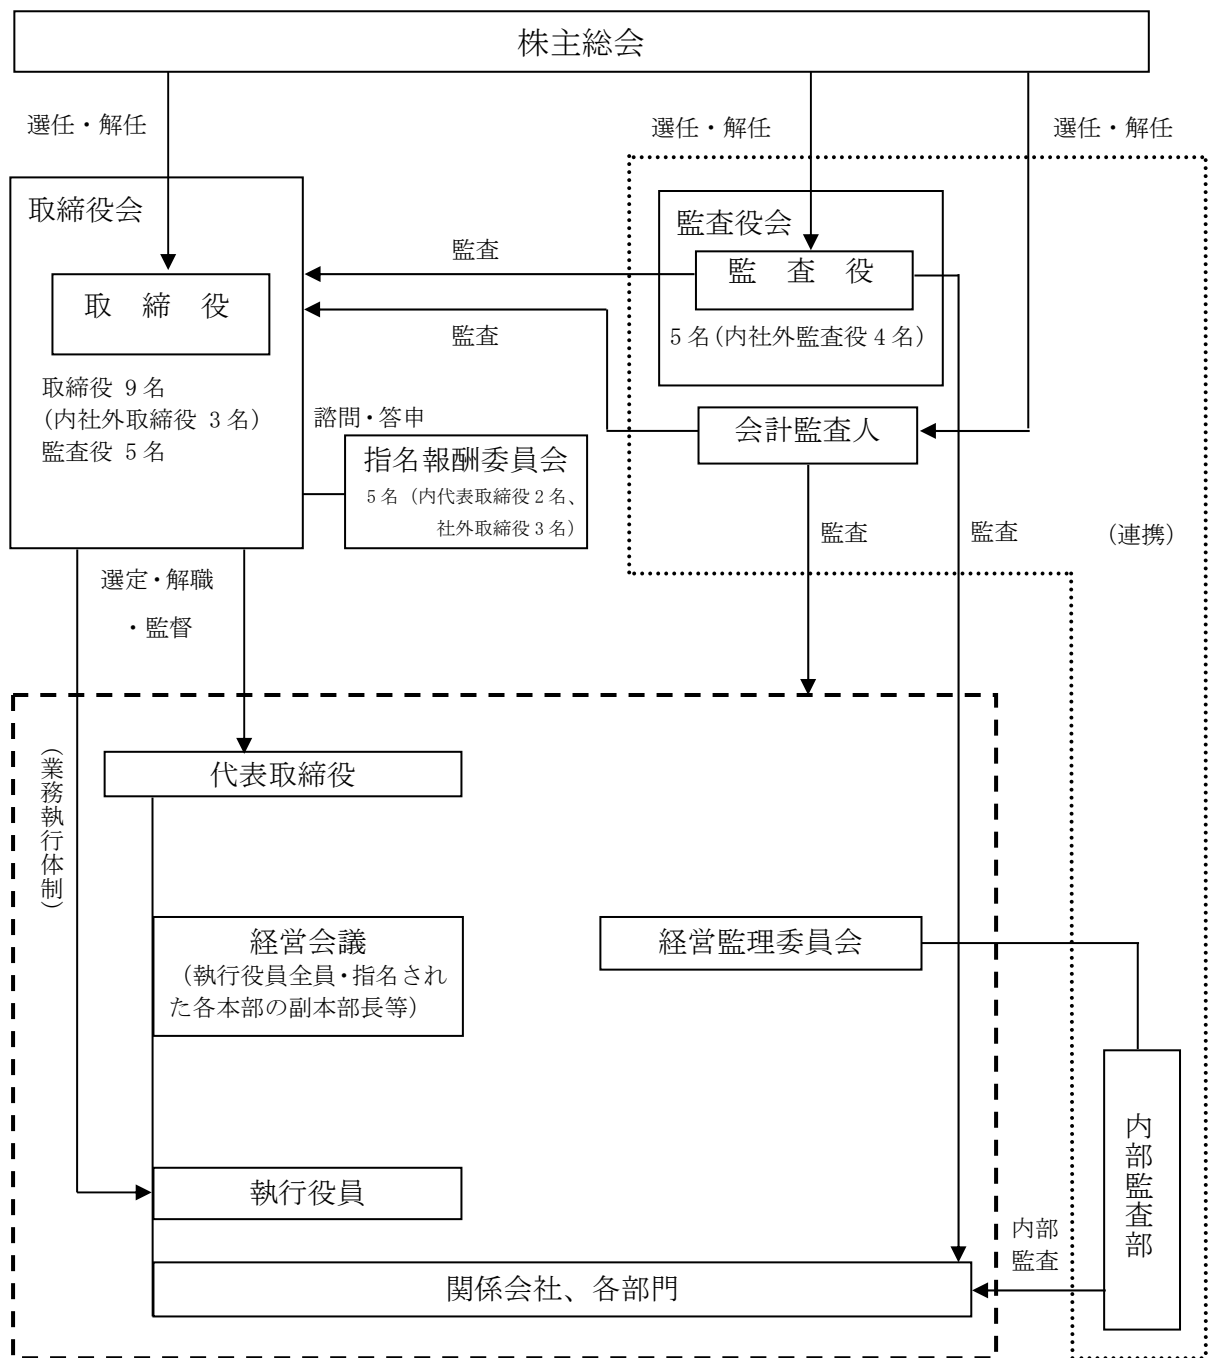 株主総会
選任・解任
選任・解任
選任・解任
取締役会
監査役会
監査
監　査　役
取　締　役
監査
5名(内社外監査役4名)
取締役 9名
(内社外取締役 3名)
監査役 5名
諮問・答申
会計監査人
指名報酬委員会
5名(内代表取締役2名、
社外取締役3名)
監査
監査
(連携)
選定・解職
・監督
(業務執行体制)
代表取締役
経営会議
(執行役員全員・指名され
た各本部の副本部長等)
経営監理委員会
内部監査部
執行役員
内部
監査
関係会社、各部門